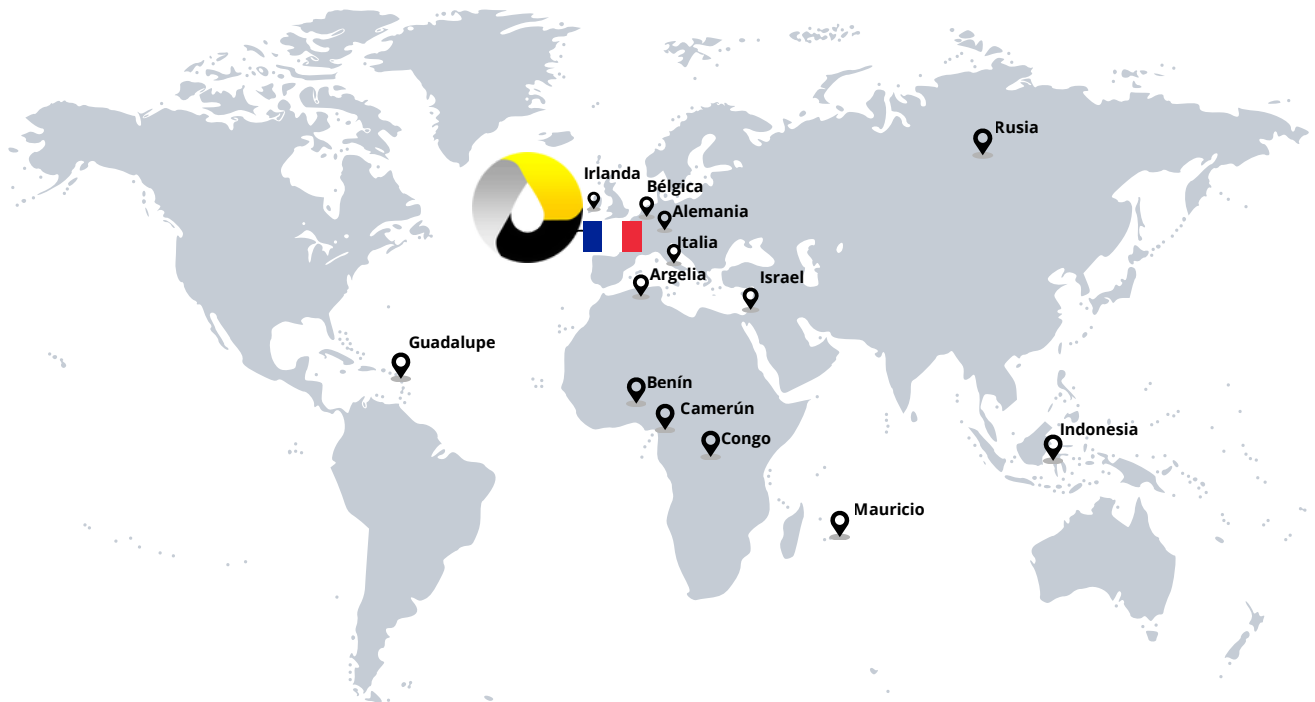 Rusia
Irlanda
Bélgica
Alemania
Italia
Argelia
Israel
Guadalupe
Benín
Camerún
Congo
Indonesia
Mauricio